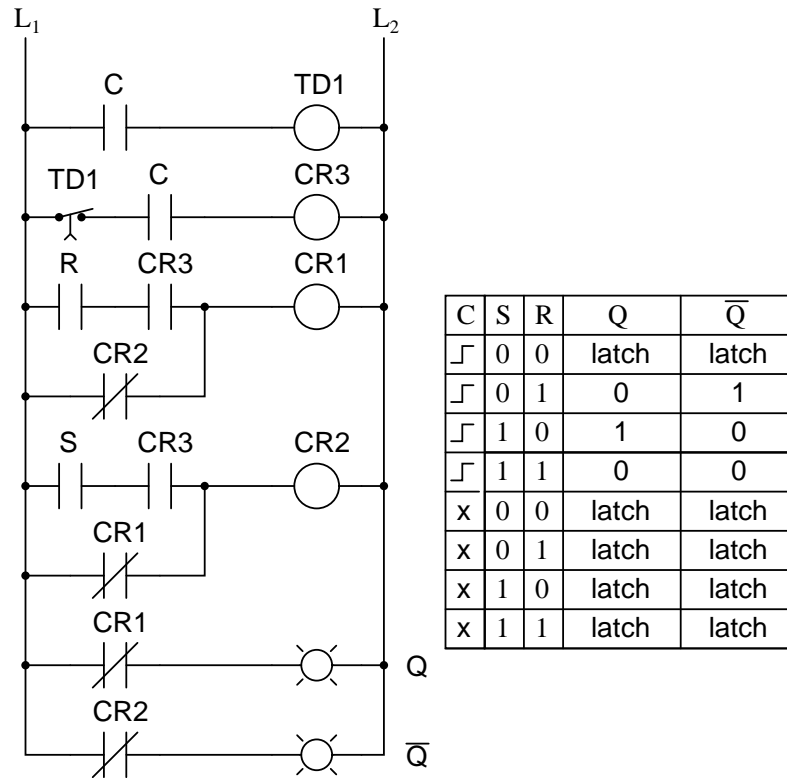 L₁ L₂
C TD1
TD1 C CR3
R CR3 CR1
CR2
S CR3 CR2
CR1
CR1
Q
CR2
Q̅
C S R Q Q̅
0 0 latch latch
0 1 0 1
1 0 1 0
1 1 0 0
x 0 0 latch latch
x 0 1 latch latch
x 1 0 latch latch
x 1 1 latch latch